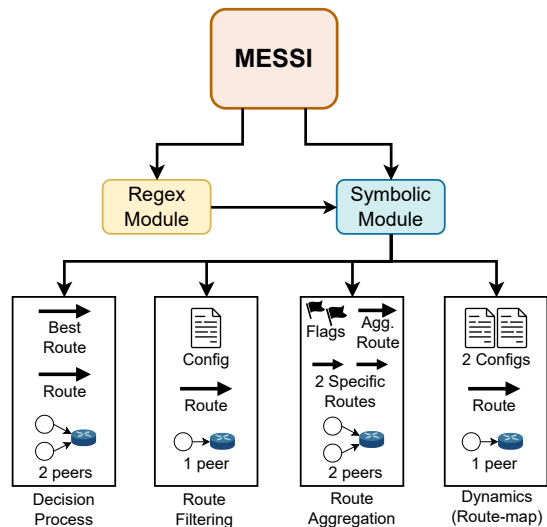 MESSI
Regex
Module
Symbolic
Module
Best
Route
Route
2 peers
Decision
Process
Config
Route
1 peer
Route
Filtering
Flags
Agg.
Route
2 Specific
Routes
2 peers
Route
Aggregation
2 Configs
Route
1 peer
Dynamics
(Route-map)